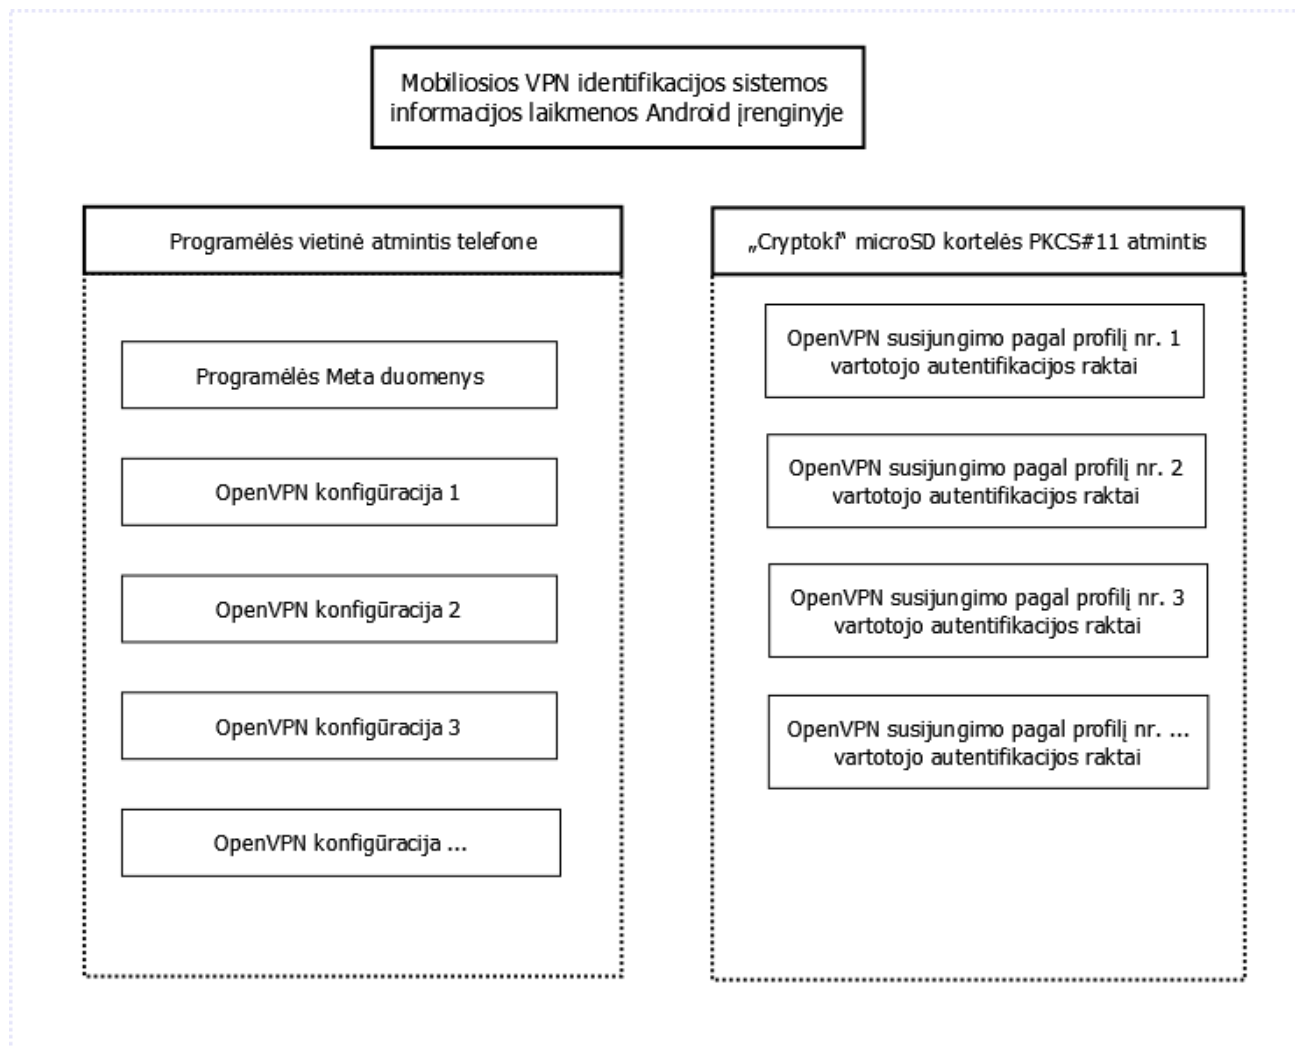 Mobiliosios VPN identifikacijos sistemos
informacijos laikmenos Android įrenginyje
Programėlės vietinė atmintis telefone
Programėlės Meta duomenys
OpenVPN konfigūracija 1
OpenVPN konfigūracija 2
OpenVPN konfigūracija 3
OpenVPN konfigūracija ...
„Cryptoki“ microSD kortelės PKCS#11 atmintis
OpenVPN susijungimo pagal profilį nr. 1
vartotojo autentifikacijos raktai
OpenVPN susijungimo pagal profilį nr. 2
vartotojo autentifikacijos raktai
OpenVPN susijungimo pagal profilį nr. 3
vartotojo autentifikacijos raktai
OpenVPN susijungimo pagal profilį nr. ...
vartotojo autentifikacijos raktai